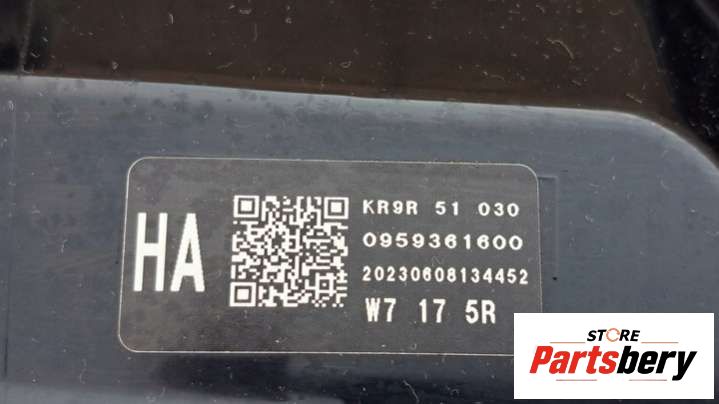 HA
KR9R 51 030
0959361600
20230608134452
W7 17 5R
STORE
Partsbery